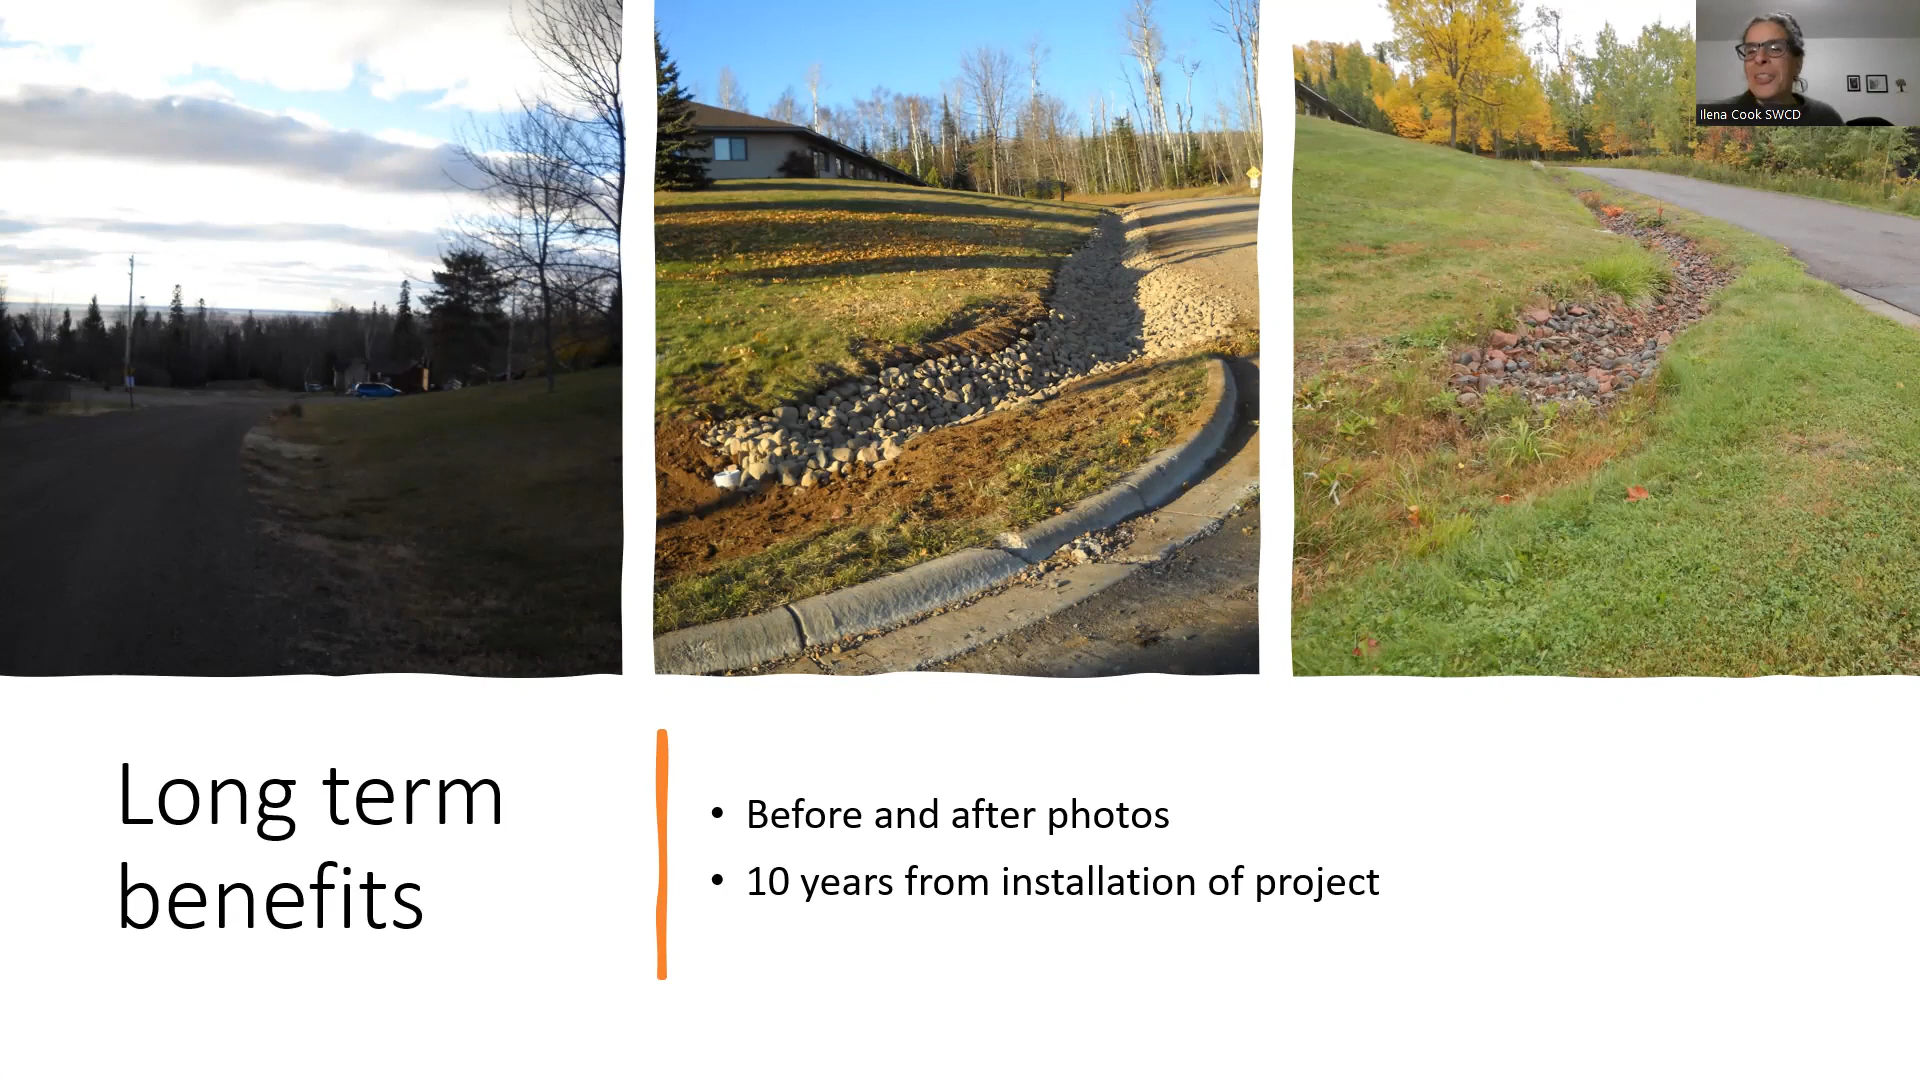 Ilena Cook SWCD
Long term
benefits
• Before and after photos
• 10 years from installation of project